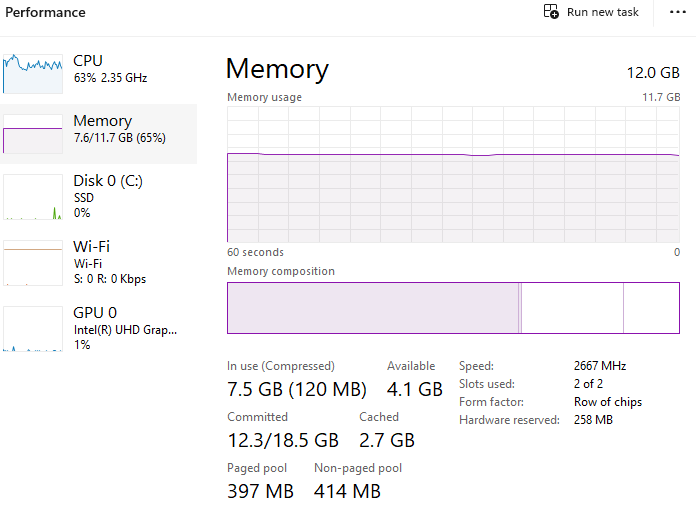 Performance
Run new task
CPU
63% 2.35 GHz
Memory
7.6/11.7 GB (65%)
Disk 0 (C:)
SSD
0%
Wi-Fi
Wi-Fi
S: 0 R: 0 Kbps
GPU 0
Intel(R) UHD Grap...
1%
Memory
12.0 GB
Memory usage
11.7 GB
60 seconds
0
Memory composition
In use (Compressed)
7.5 GB (120 MB)
Available
4.1 GB
Committed
12.3/18.5 GB
Cached
2.7 GB
Paged pool
397 MB
Non-paged pool
414 MB
Speed: 2667 MHz
Slots used: 2 of 2
Form factor: Row of chips
Hardware reserved: 258 MB